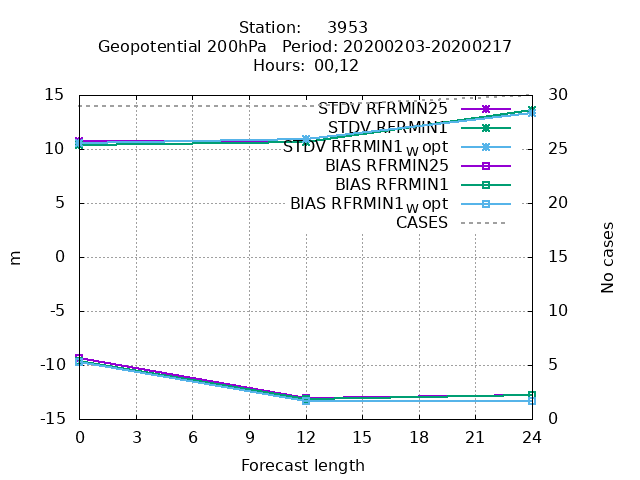 Station:     3953
Geopotential 200hPa   Period: 20200203-20200217
Hours:  00,12
15
10
5
0
-5
-10
-15
m
STDV RFRMIN25
STDV RFRMIN1
STDV RFRMIN1w opt
BIAS RFRMIN25
BIAS RFRMIN1
BIAS RFRMIN1w opt
CASES
30
25
20
15
10
5
0
No cases
0 3 6 9 12 15 18 21 24
Forecast length